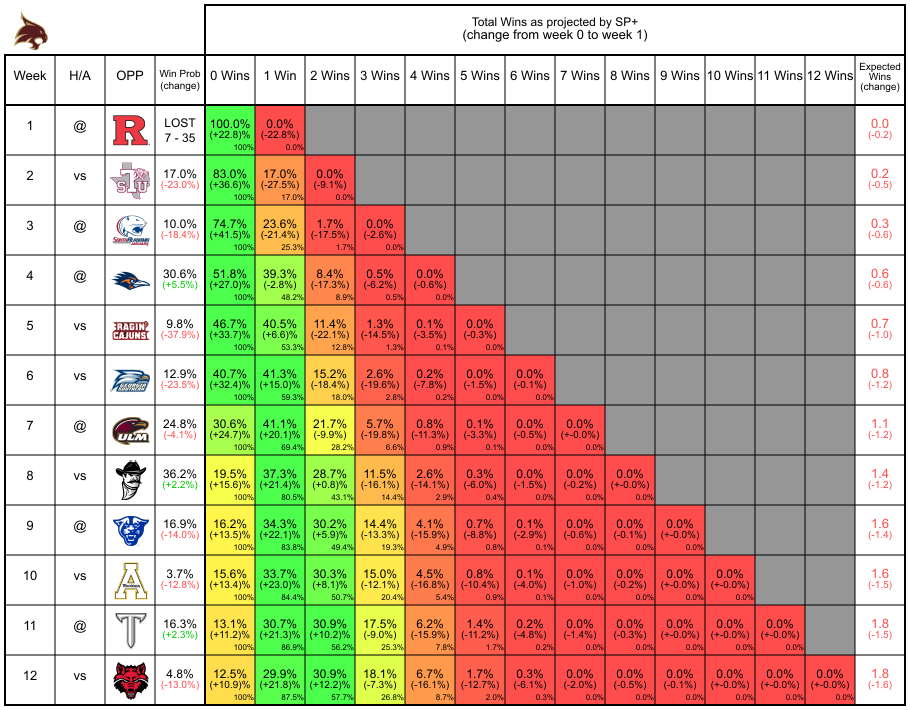 Total Wins as projected by SP+
(change from week 0 to week 1)
Week H/A OPP Win Prob (change) 0 Wins 1 Win 2 Wins 3 Wins 4 Wins 5 Wins 6 Wins 7 Wins 8 Wins 9 Wins 10 Wins 11 Wins 12 Wins Expected Wins (change)
1 @ R LOST 100.0% 0.0% 0.0
7 - 35 (+22.8)% (-22.8)% (-0.2)
100% 0.0%
2 vs STU 17.0% 83.0% 17.0% 0.0% 0.2
(-23.0%) (+36.6)% (-27.5)% (-9.1)% (-0.5)
100% 17.0% 0.0%
3 @ SOUTH ALABAMA JAGUARS 10.0% 74.7% 23.6% 1.7% 0.0% 0.3
(-18.4%) (+41.5)% (-21.4)% (-17.5)% (-2.6)% (-0.6)
100% 25.3% 1.7% 0.0%
4 @ 30.6% 51.8% 39.3% 8.4% 0.5% 0.0% 0.6
(+5.5%) (+27.0)% (-2.8)% (-17.3)% (-6.2)% (-0.6)% (-0.6)
100% 48.2% 8.9% 0.5% 0.0%
5 vs RAGIN' CAJUNS 9.8% 46.7% 40.5% 11.4% 1.3% 0.1% 0.0% 0.7
(-37.9%) (+33.7)% (+6.6)% (-22.1)% (-14.5)% (-3.5)% (-0.3)% (-1.0)
100% 53.3% 12.8% 1.3% 0.1% 0.0%
6 vs GEORGIA SOUTHERN 12.9% 40.7% 41.3% 15.2% 2.6% 0.2% 0.0% 0.0% 0.8
(-23.5%) (+32.4)% (+15.0)% (-18.4)% (-19.6)% (-7.8)% (-1.5)% (-0.1)% (-1.2)
100% 59.3% 18.0% 2.8% 0.2% 0.0% 0.0%
7 @ ULM 24.8% 30.6% 41.1% 21.7% 5.7% 0.8% 0.1% 0.0% 0.0% 1.1
(-4.1%) (+24.7)% (+20.1)% (-9.9)% (-19.8)% (-11.3)% (-3.3)% (-0.5)% (+-0.0)% (-1.2)
100% 69.4% 28.2% 6.6% 0.9% 0.1% 0.0% 0.0%
8 vs 36.2% 19.5% 37.3% 28.7% 11.5% 2.6% 0.3% 0.0% 0.0% 0.0% 1.4
(+2.2%) (+15.6)% (+21.4)% (+0.8)% (-16.1)% (-14.1)% (-6.0)% (-1.5)% (-0.2)% (+-0.0)% (-1.2)
100% 80.5% 43.1% 14.4% 2.9% 0.4% 0.0% 0.0% 0.0%
9 @ 16.9% 16.2% 34.3% 30.2% 14.4% 4.1% 0.7% 0.1% 0.0% 0.0% 0.0% 1.6
(-14.0%) (+13.5)% (+22.1)% (+5.9)% (-13.3)% (-15.9)% (-8.8)% (-2.9)% (-0.6)% (-0.1)% (+-0.0)% (-1.4)
100% 83.8% 49.4% 19.3% 4.9% 0.8% 0.1% 0.0% 0.0% 0.0%
10 vs A 3.7% 15.6% 33.7% 30.3% 15.0% 4.5% 0.8% 0.1% 0.0% 0.0% 0.0% 0.0% 1.6
(-12.8%) (+13.4)% (+23.0)% (+8.1)% (-12.1)% (-16.8)% (-10.4)% (-4.0)% (-1.0)% (-0.2)% (+-0.0)% (+-0.0)% (-1.5)
100% 84.4% 50.7% 20.4% 5.4% 0.9% 0.1% 0.0% 0.0% 0.0% 0.0%
11 @ T 16.3% 13.1% 30.7% 30.9% 17.5% 6.2% 1.4% 0.2% 0.0% 0.0% 0.0% 0.0% 0.0% 1.8
(+2.3%) (+11.2)% (+21.3)% (+10.2)% (-9.0)% (-15.9)% (-11.2)% (-4.8)% (-1.4)% (-0.3)% (+-0.0)% (+-0.0)% (+-0.0)% (-1.5)
100% 86.9% 56.2% 25.3% 7.8% 1.7% 0.2% 0.0% 0.0% 0.0% 0.0% 0.0%
12 vs 4.8% 12.5% 29.9% 30.9% 18.1% 6.7% 1.7% 0.3% 0.0% 0.0% 0.0% 0.0% 0.0% 0.0% 1.8
(-13.0%) (+10.9)% (+21.8)% (+12.2)% (-7.3)% (-16.1)% (-12.7)% (-6.1)% (-2.0)% (-0.5)% (-0.1)% (+-0.0)% (+-0.0)% (+-0.0)% (-1.6)
100% 87.5% 57.7% 26.8% 8.7% 2.0% 0.3% 0.0% 0.0% 0.0% 0.0% 0.0% 0.0%